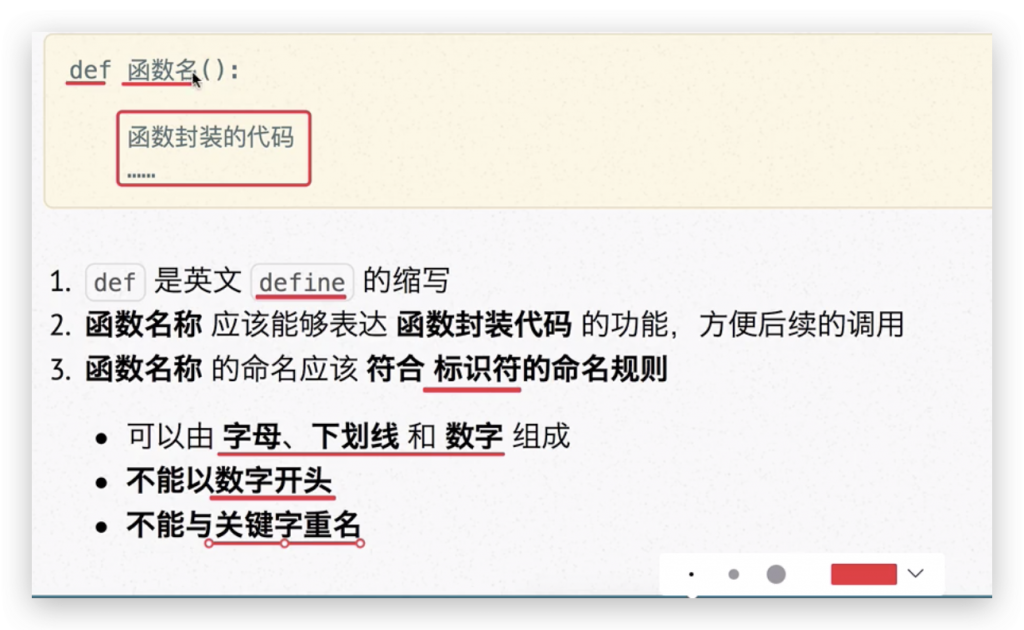 def 函数名():
函数封装的代码
……
1. def 是英文 define 的缩写
2. 函数名称 应该能够表达 函数封装代码 的功能，方便后续的调用
3. 函数名称 的命名应该 符合 标识符的命名规则
• 可以由 字母、下划线 和 数字 组成
• 不能以数字开头
• 不能与关键字重名